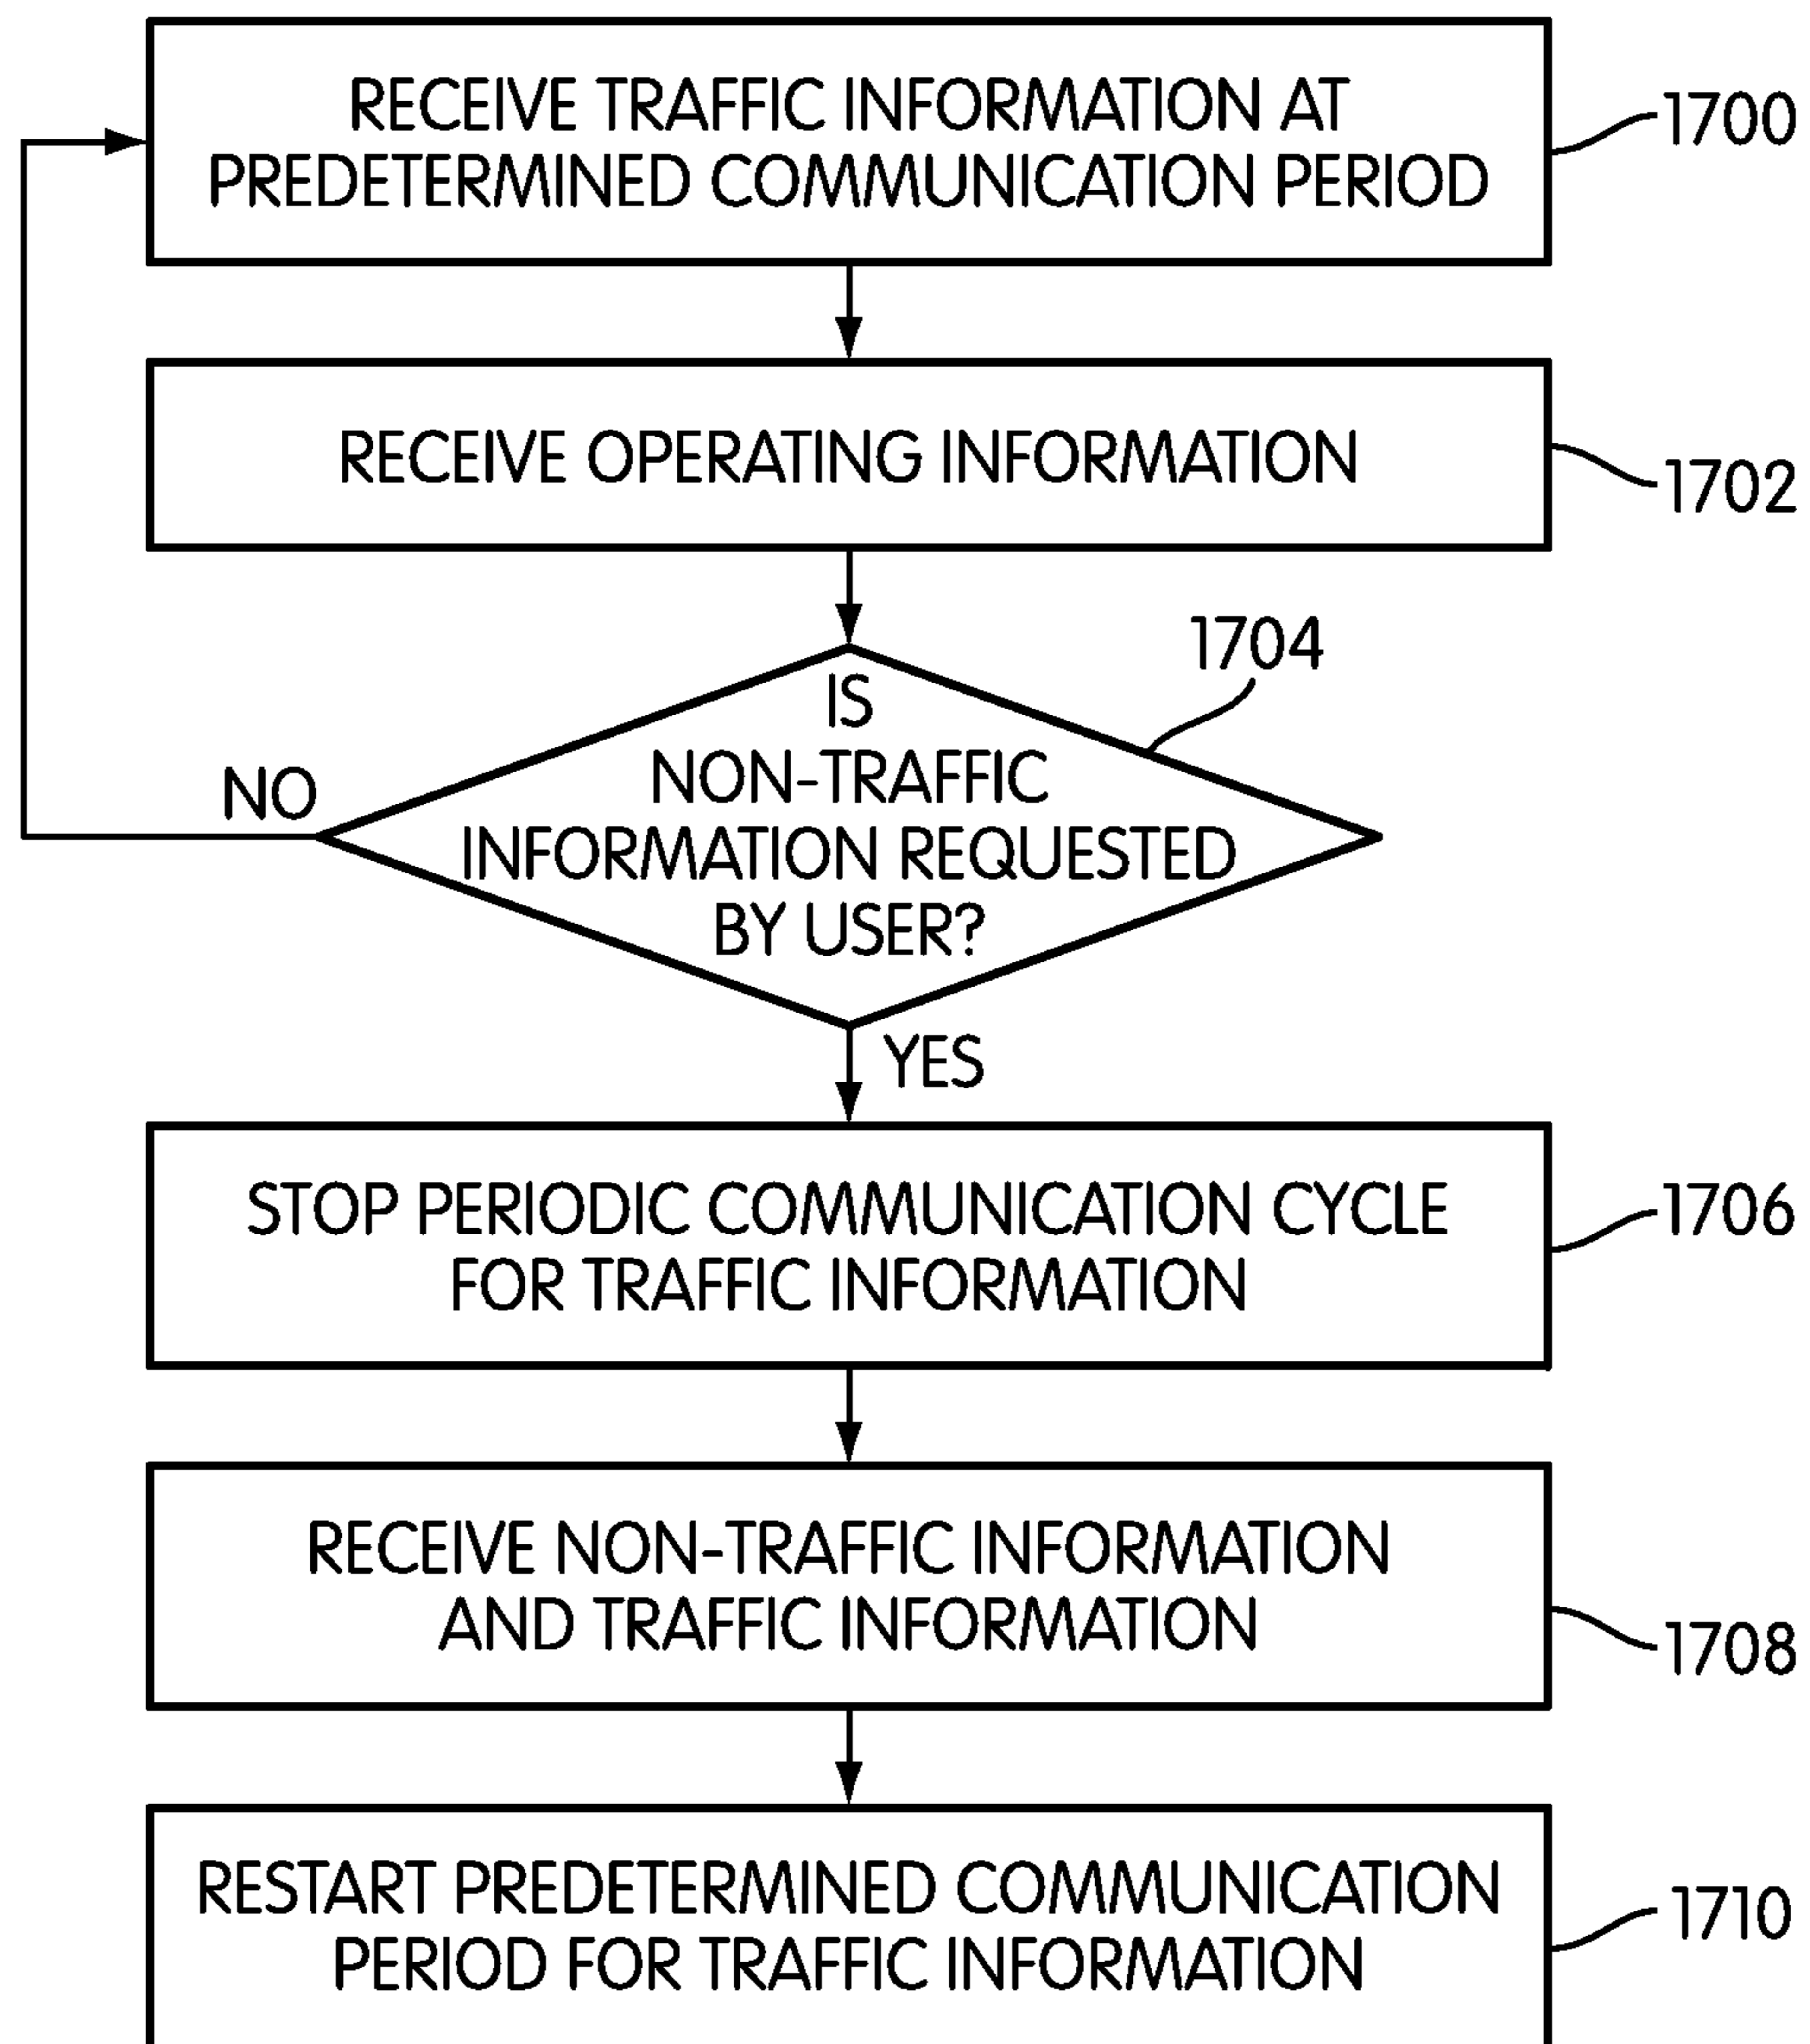 RECEIVE TRAFFIC INFORMATION AT
PREDETERMINED COMMUNICATION PERIOD
1700
RECEIVE OPERATING INFORMATION
1702
1704
IS
NON-TRAFFIC
INFORMATION REQUESTED
BY USER?
NO
YES
STOP PERIODIC COMMUNICATION CYCLE
FOR TRAFFIC INFORMATION
1706
RECEIVE NON-TRAFFIC INFORMATION
AND TRAFFIC INFORMATION
1708
RESTART PREDETERMINED COMMUNICATION
PERIOD FOR TRAFFIC INFORMATION
1710